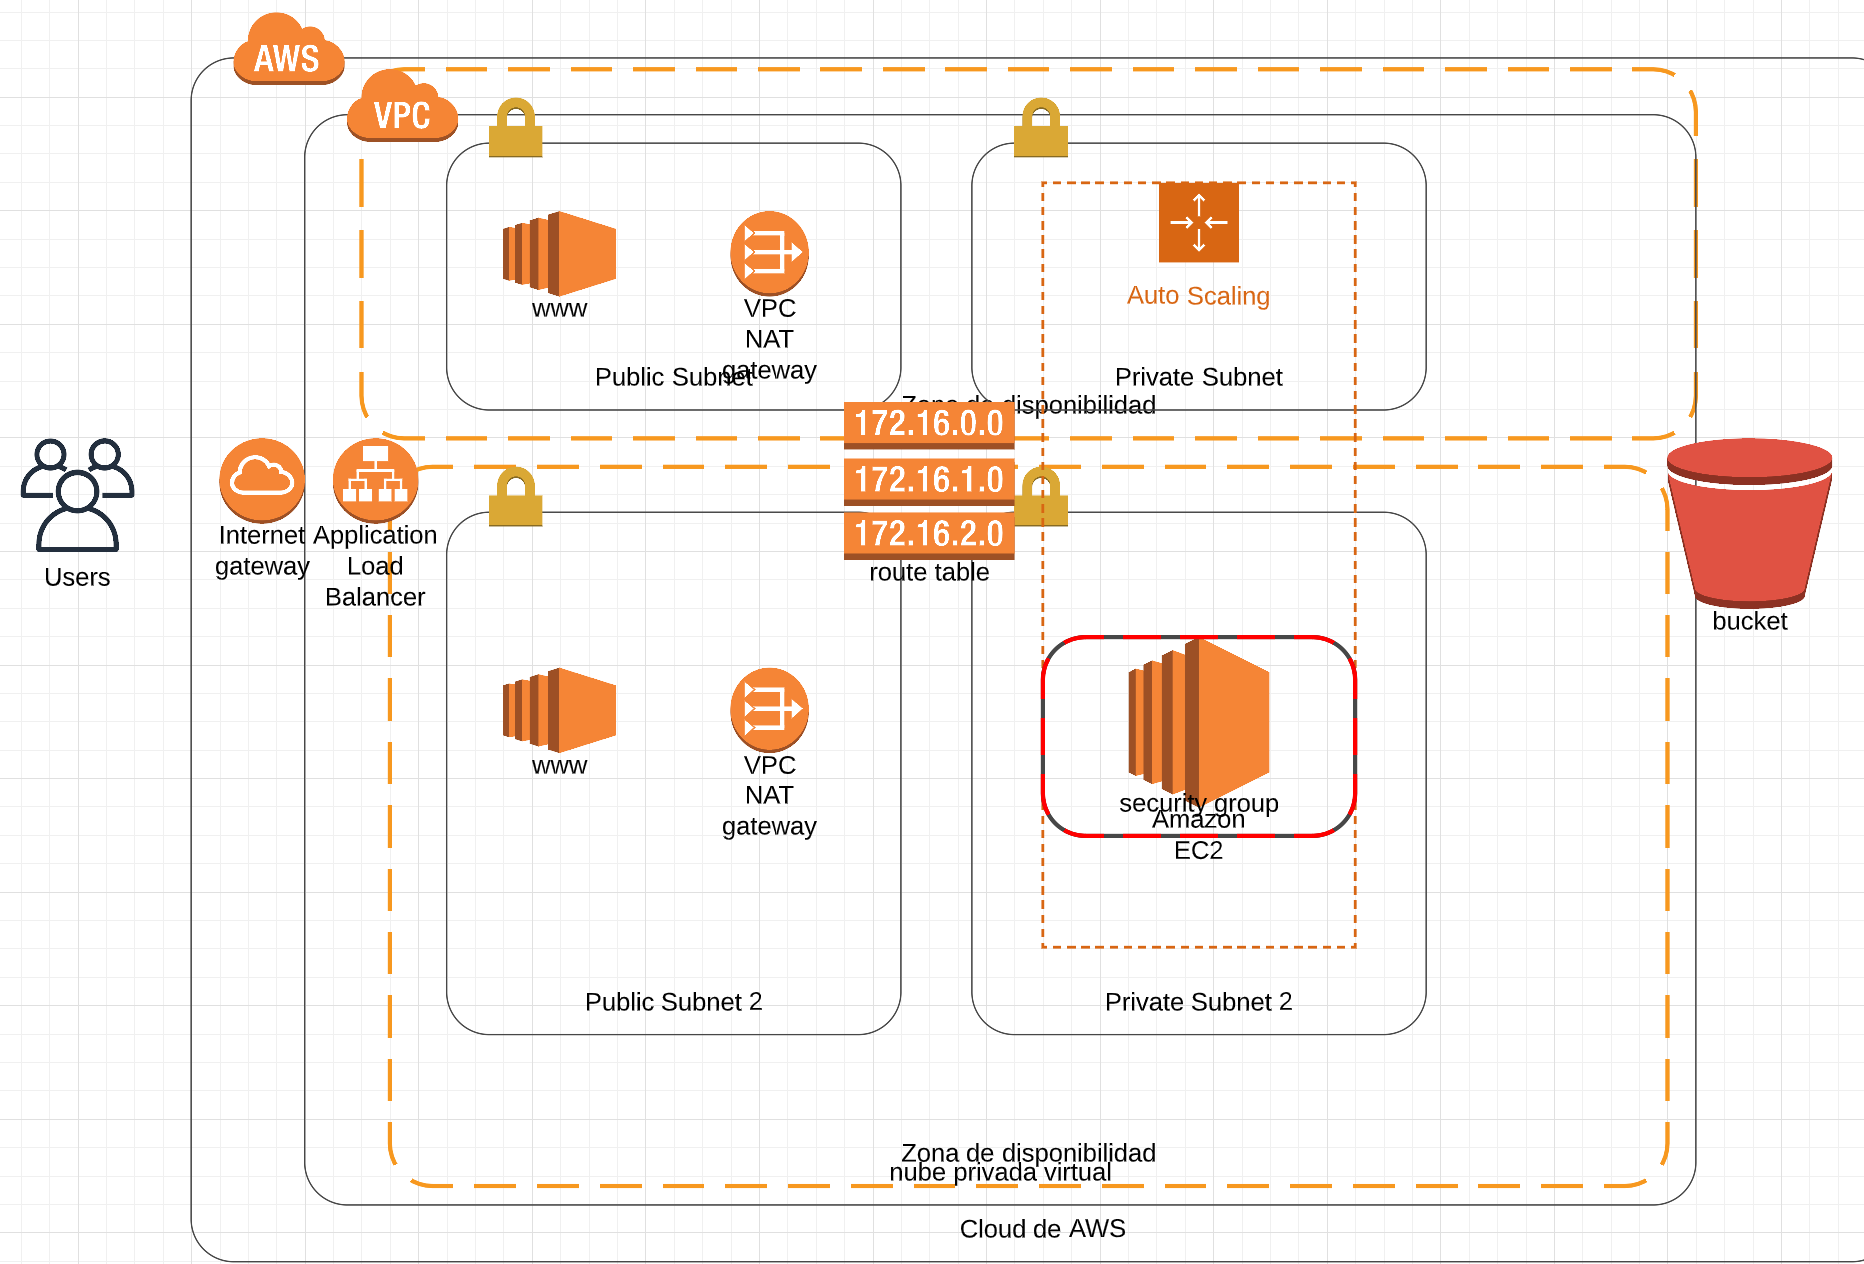 AWS
VPC
www
VPC
NAT
gateway
Public Subnet
Auto Scaling
Private Subnet
Zona de disponibilidad
172.16.0.0
172.16.1.0
172.16.2.0
route table
Users
Internet
gateway
Application
Load
Balancer
bucket
www
VPC
NAT
gateway
Public Subnet 2
security group
Amazon
EC2
Private Subnet 2
Zona de disponibilidad
nube privada virtual
Cloud de AWS